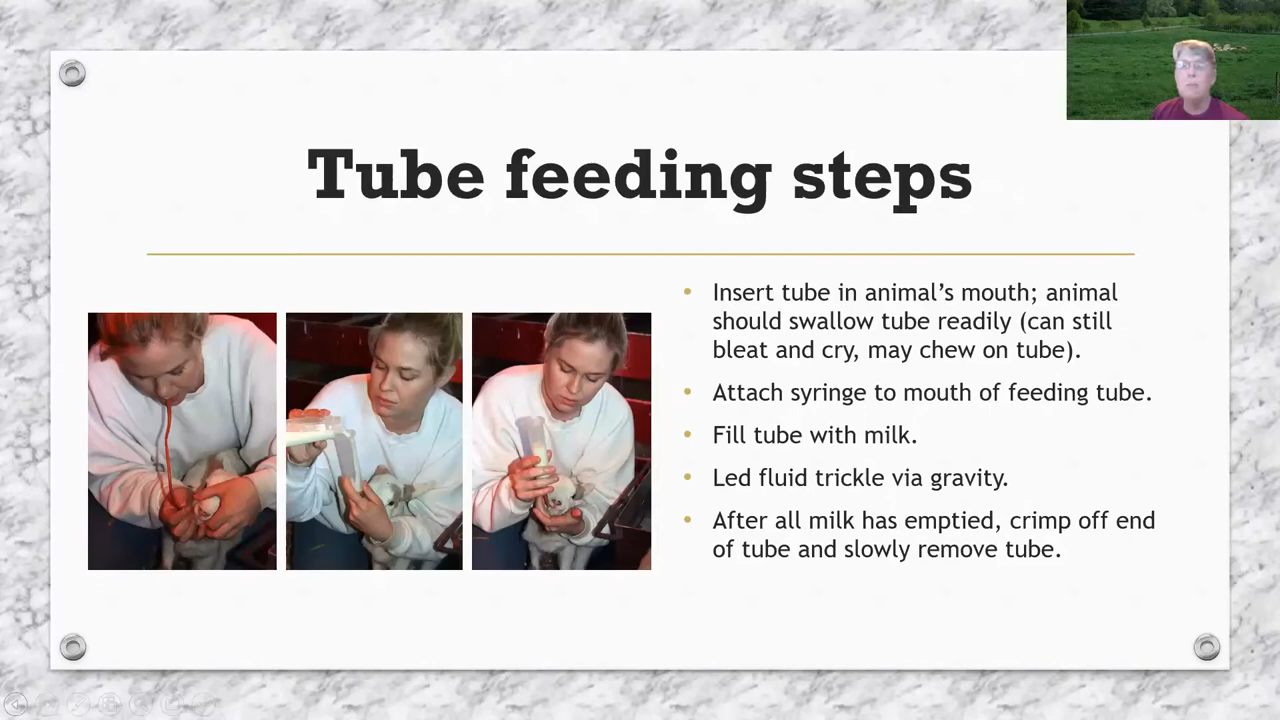 Tube feeding steps
Insert tube in animal’s mouth; animal
should swallow tube readily (can still
bleat and cry, may chew on tube).
Attach syringe to mouth of feeding tube.
Fill tube with milk.
Led fluid trickle via gravity.
After all milk has emptied, crimp off end
of tube and slowly remove tube.